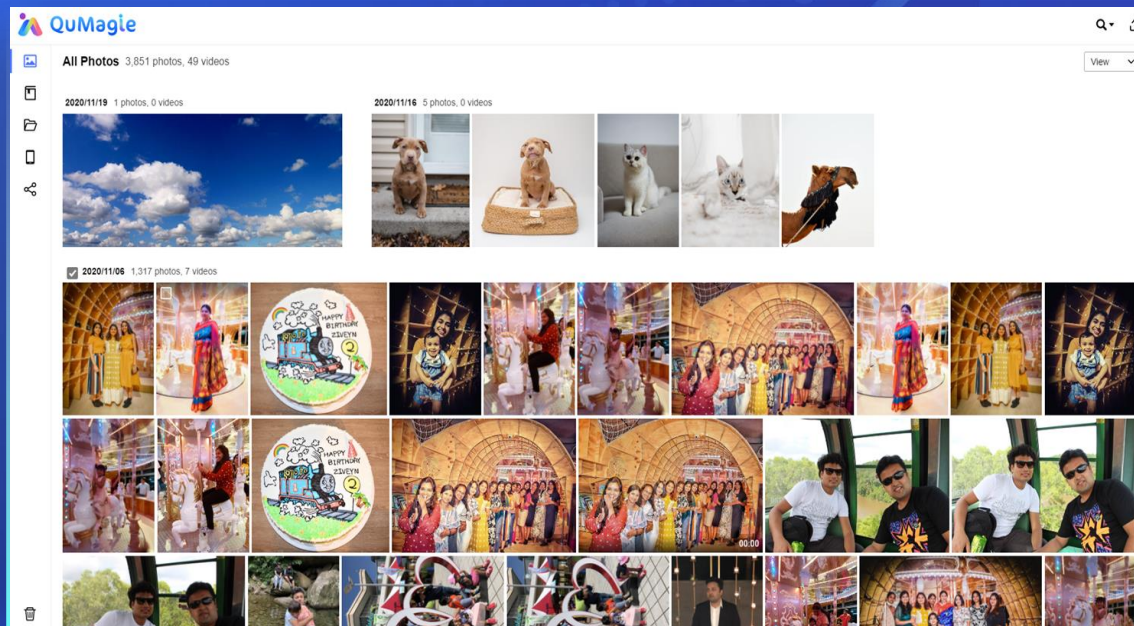 QuMagie
All Photos 3,851 photos, 49 videos
View
2020/11/19 1 photos, 0 videos
2020/11/16 5 photos, 0 videos
2020/11/06 1,317 photos, 7 videos
HAPPY
BIRTHDAY
ZIVEYN
2
HAPPY
BIRTHDAY
ZIVEYN
2
00:00